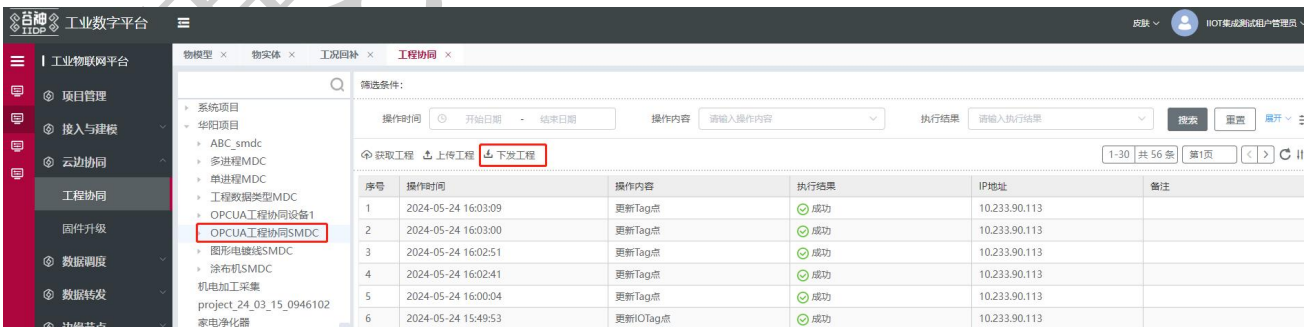 谷神 IIDP 工业数字平台 皮肤 IIOT集成测试租户管理员
工业物联网平台 物模型 × 物实体 × 工况回补 × 工程协同 ×
筛选条件：
项目管理
系统项目
操作时间 开始日期 - 结束日期 操作内容 请输入操作内容 执行结果 请输入执行结果 搜索 重置 展开
接入与建模 华阳项目
ABC_smdc
云边协同 多进程MDC 获取工程 上传工程 下发工程 1-30 共 56 条 第1页 < >
单进程MDC
序号 操作时间 操作内容 执行结果 IP地址 备注
工程协同 工程数据类型MDC
1 2024-05-24 16:03:09 更新Tag点 成功 10.233.90.113
OPCUA工程协同设备1
固件升级 OPCUA工程协同SMDC 2 2024-05-24 16:03:00 更新Tag点 成功 10.233.90.113
图形电镀线SMDC 3 2024-05-24 16:02:51 更新Tag点 成功 10.233.90.113
数据调度 涂布机SMDC 4 2024-05-24 16:02:41 更新Tag点 成功 10.233.90.113
机电加工采集
数据转发 5 2024-05-24 16:00:04 更新Tag点 成功 10.233.90.113
project_24_03_15_0946102
边缘节点 家电净化器 6 2024-05-24 15:49:53 更新IOTag点 成功 10.233.90.113